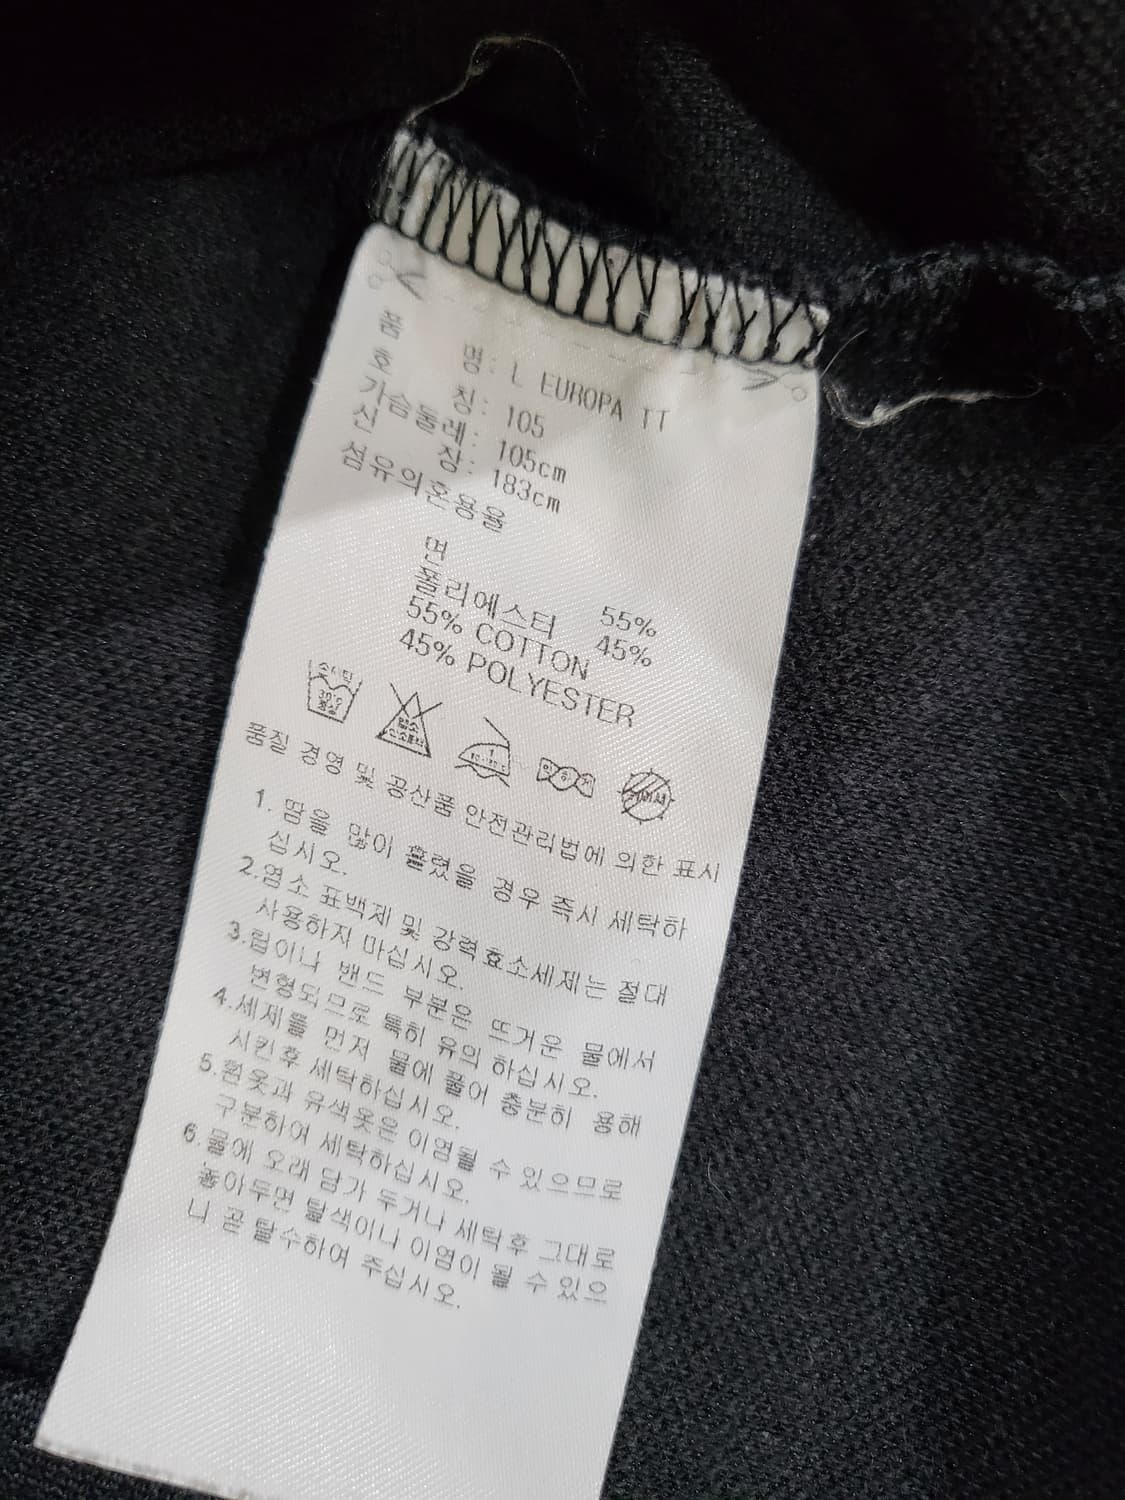 품 명: L EUROPA TT
호 칭: 105
가슴둘레: 105cm
신 장: 183cm
섬유의혼용율
면 55%
폴리에스터 45%
55% COTTON
45% POLYESTER
품질 경영 및 공산품 안전관리법에 의한 표시
1. 땀을 많이 흘렸을 경우 즉시 세탁하
십시오.
2.염소 표백제 및 강력효소세제는 절대
사용하지 마십시오.
3.립이나 밴드 부분은 뜨거운 물에서
변형되므로 특히 유의 하십시오.
4.세제를 먼저 물에 풀어 충분히 용해
시킨후 세탁하십시오.
5.흰옷과 유색옷은 이염될 수 있으므로
구분하여 세탁하십시오.
6.물에 오래 담가 두거나 세탁후 그대로
놓아두면 탈색이나 이염이 될 수 있으
니 곧 탈수하여 주십시오.